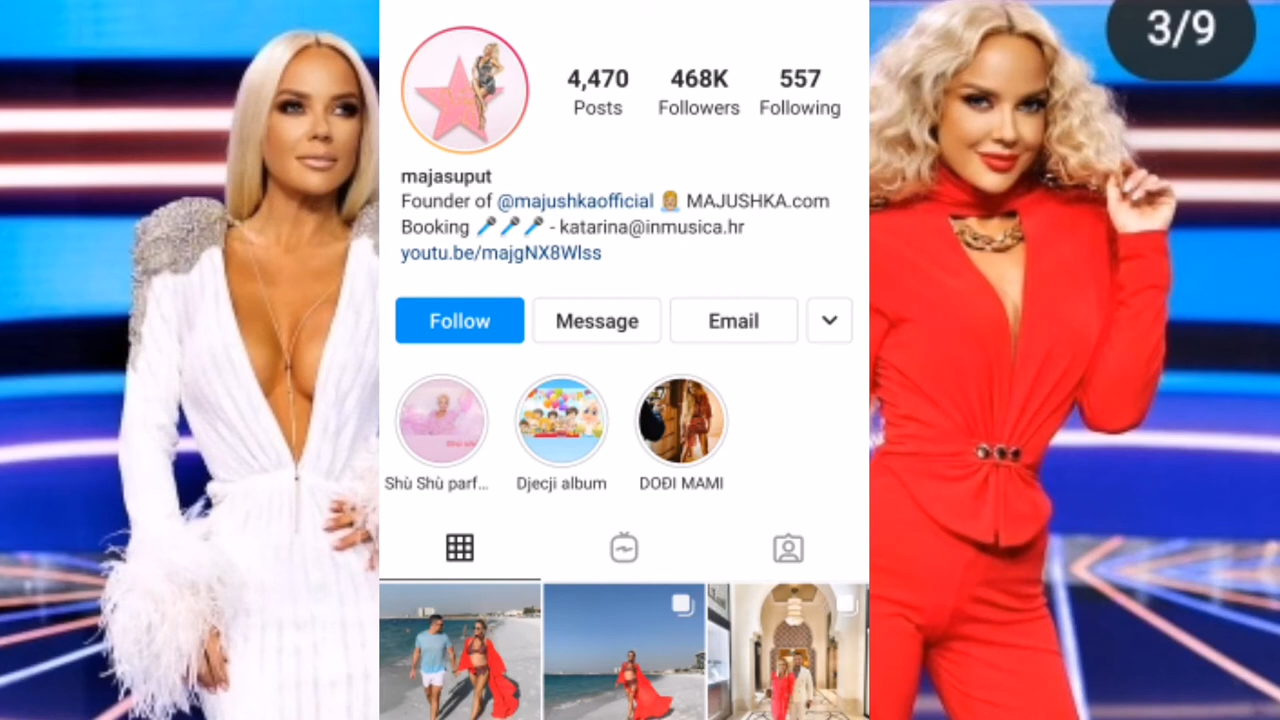 4,470
Posts
468K
Followers
557
Following
majasuput
Founder of @majushkaofficial 👩🏼 MAJUSHKA.com
Booking 🎤🎤🎤 - katarina@inmusica.hr
youtu.be/majgNX8Wlss
Follow
Message
Email
Shù Shù parf...
Djecji album
DOĐI MAMI
3/9